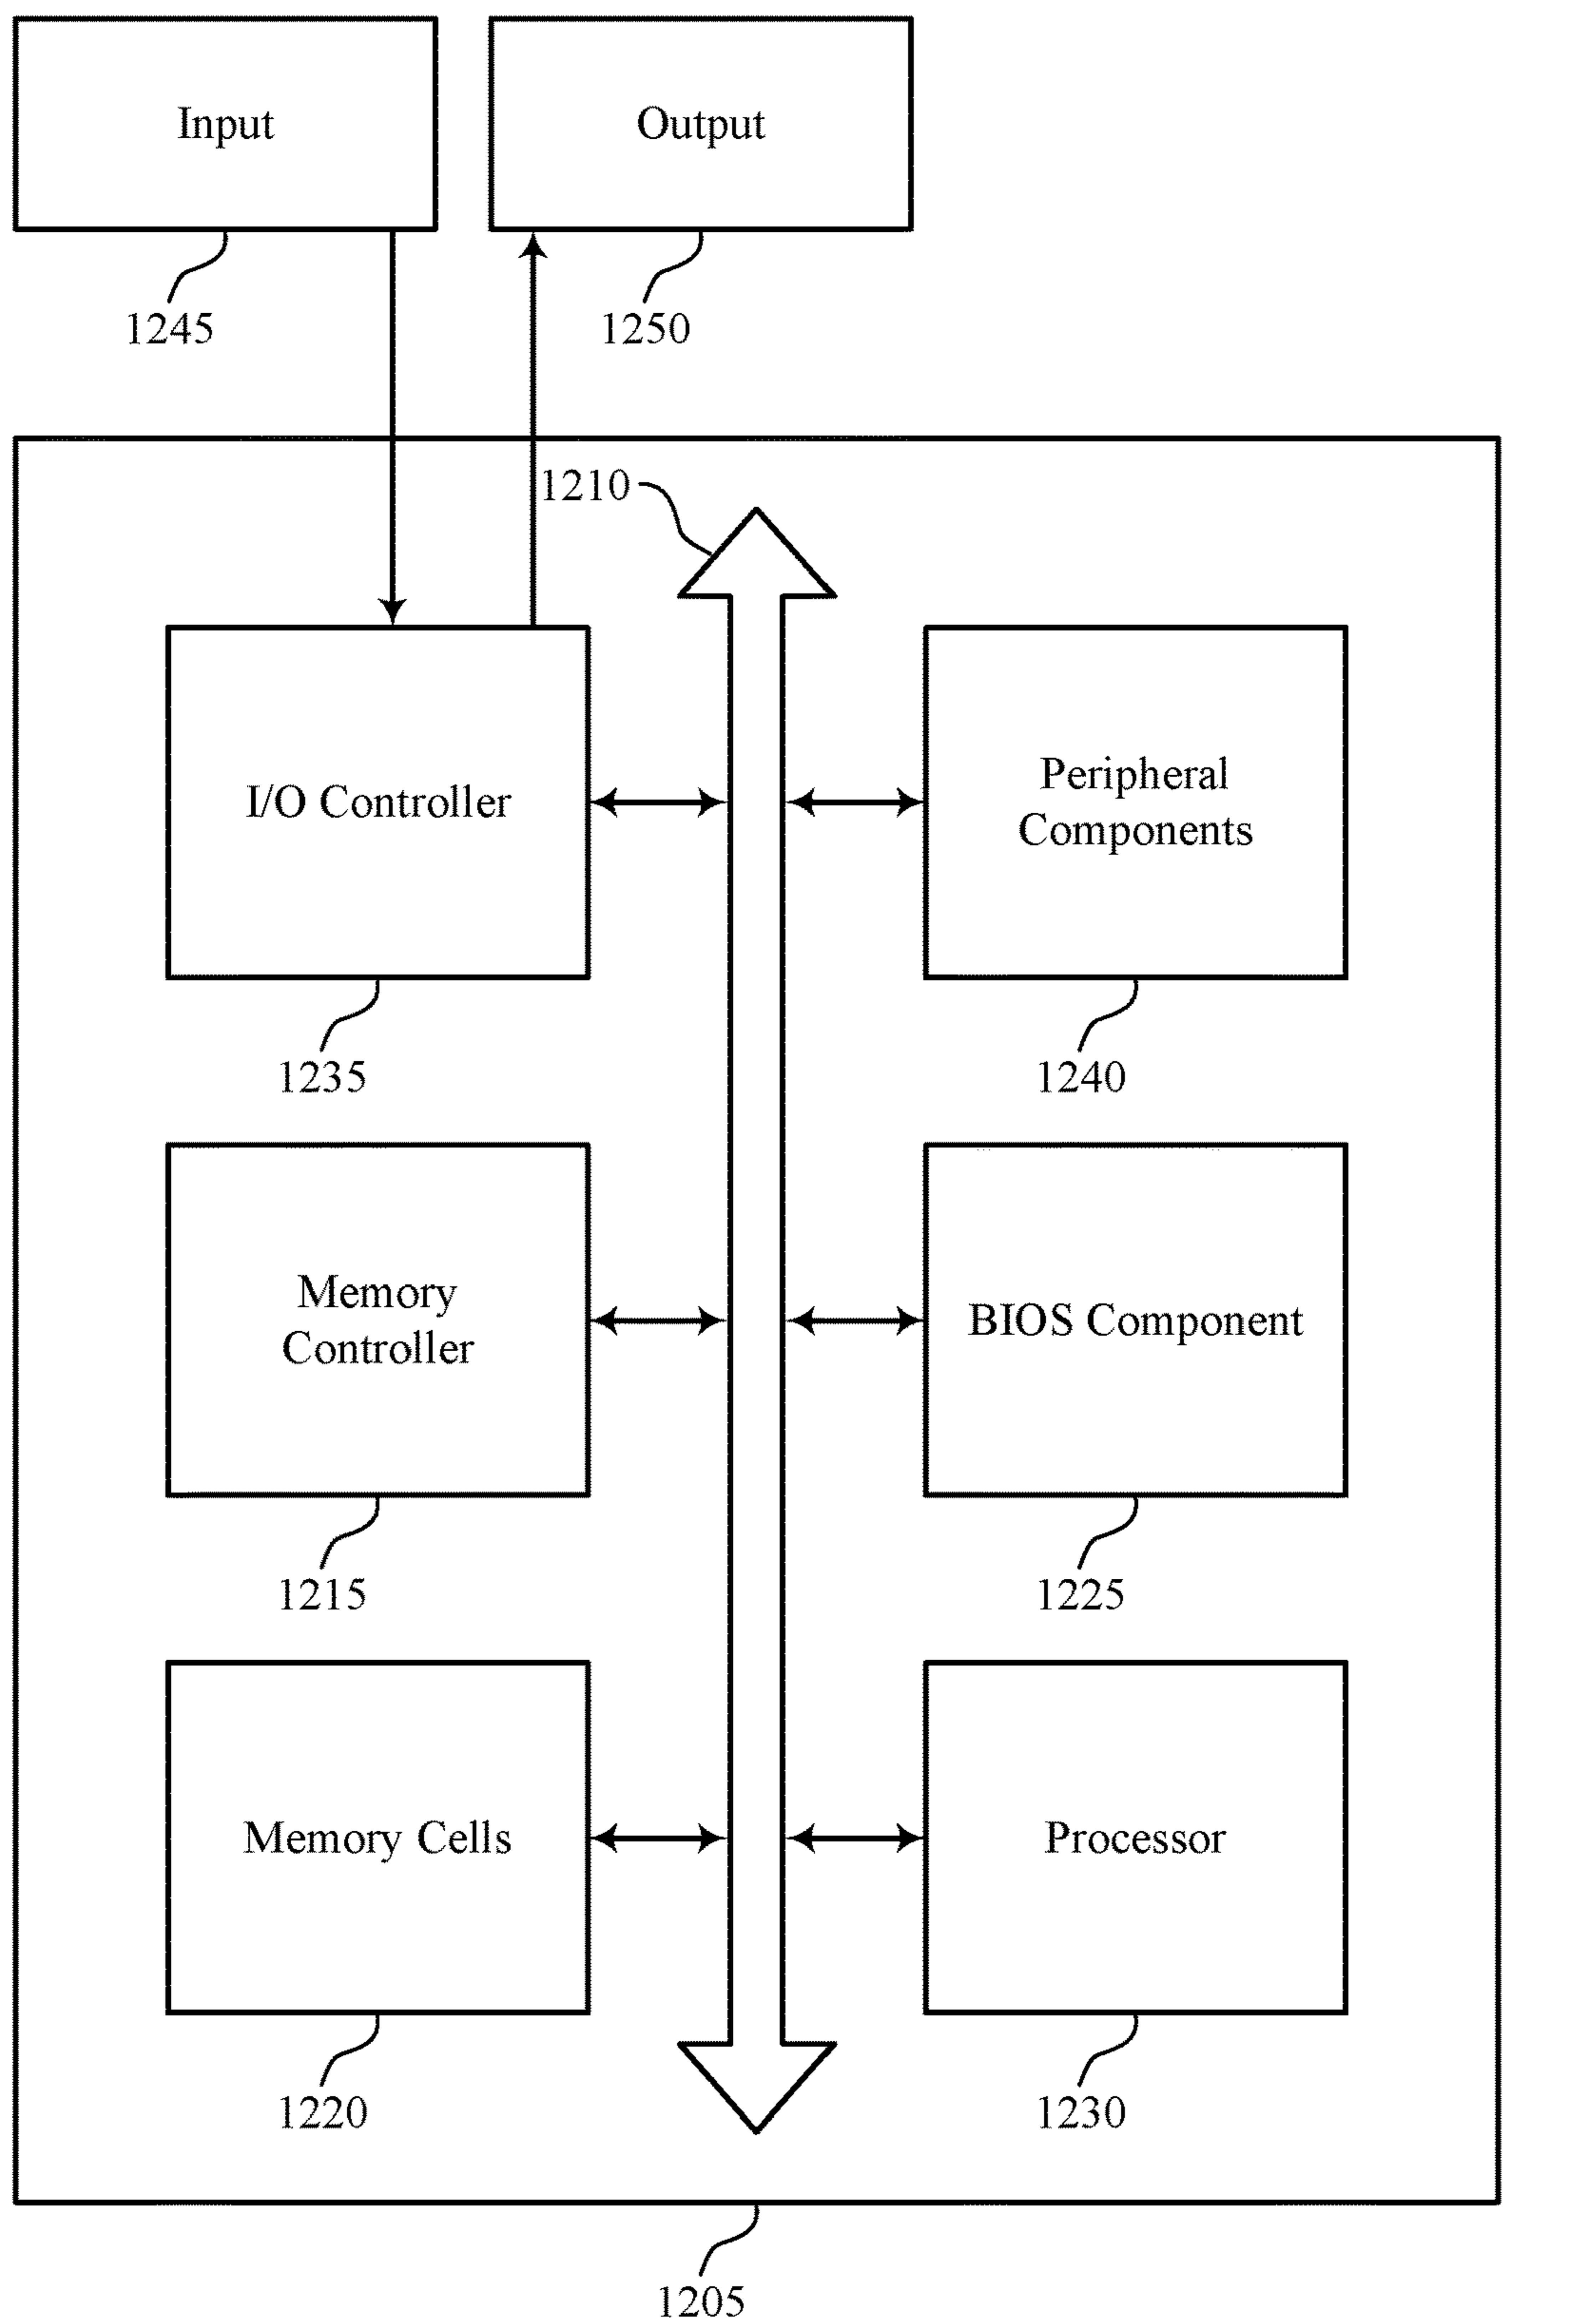 Input
Output
1245
1250
1210
I/O Controller
Peripheral
Components
1235
1240
Memory
Controller
BIOS Component
1215
1225
Memory Cells
Processor
1220
1230
1205